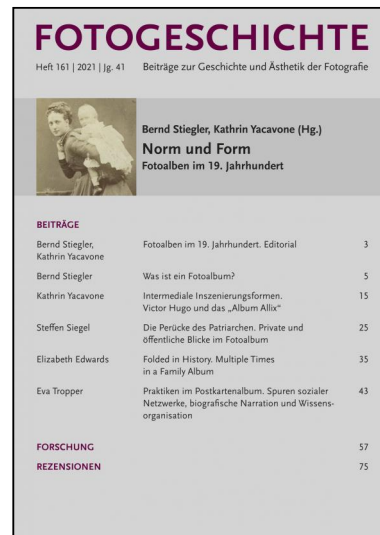 FOTOGESCHICHTE
Heft 161 | 2021 | Jg. 41 Beiträge zur Geschichte und Ästhetik der Fotografie
Bernd Stiegler, Kathrin Yacavone (Hg.)
Norm und Form
Fotoalben im 19. Jahrhundert
BEITRÄGE
Bernd Stiegler, Fotoalben im 19. Jahrhundert. Editorial 3
Kathrin Yacavone
Bernd Stiegler Was ist ein Fotoalbum? 5
Kathrin Yacavone Intermediale Inszenierungsformen. 15
Victor Hugo und das „Album Allix“
Steffen Siegel Die Perücke des Patriarchen. Private und 25
öffentliche Blicke im Fotoalbum
Elizabeth Edwards Folded in History. Multiple Times 35
in a Family Album
Eva Tropper Praktiken im Postkartenalbum. Spuren sozialer 43
Netzwerke, biografische Narration und Wissens-
organisation
FORSCHUNG 57
REZENSIONEN 75